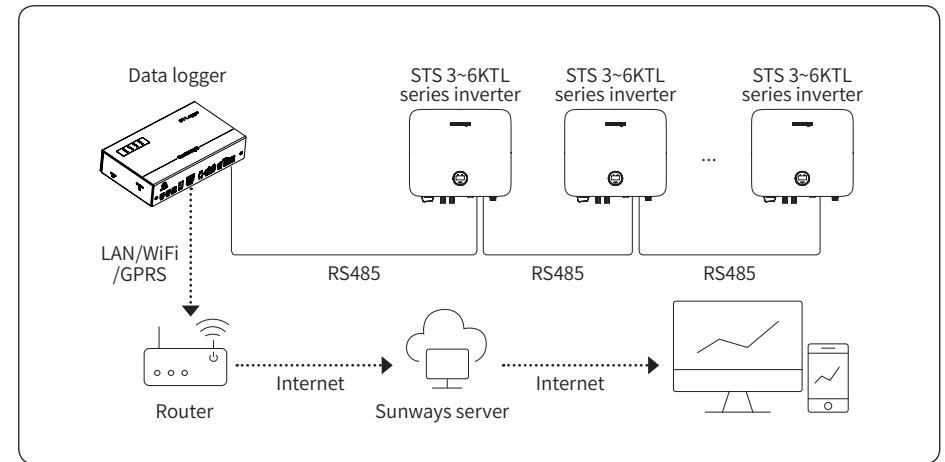 Data logger
STS 3~6KTL
series inverter
STS 3~6KTL
series inverter
STS 3~6KTL
series inverter
...
LAN/WiFi
/GPRS
RS485
RS485
RS485
Internet
Internet
Router
Sunways server